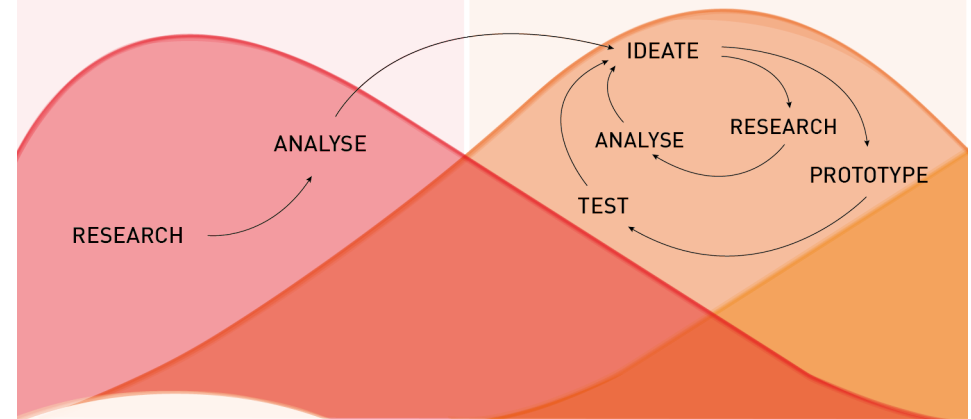 IDEATE
RESEARCH
ANALYSE
ANALYSE
PROTOTYPE
TEST
RESEARCH